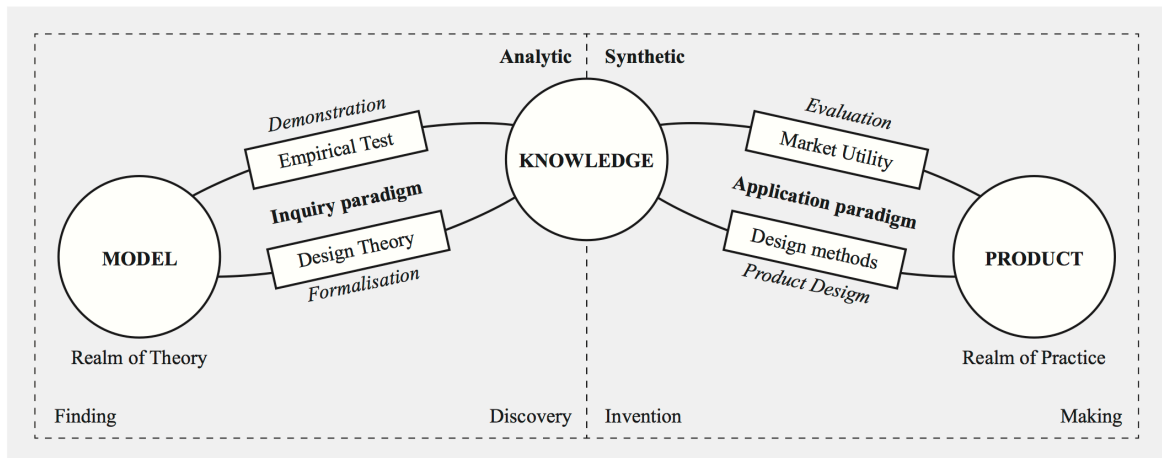 Analytic
Synthetic
Demonstration
Empirical Test
Inquiry paradigm
Design Theory
Formalisation
MODEL
Realm of Theory
KNOWLEDGE
Evaluation
Market Utility
Application paradigm
Design methods
Product Desigm
PRODUCT
Realm of Practice
Finding
Discovery
Invention
Making